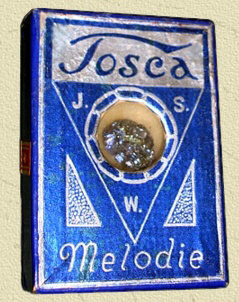 Tosca
J. S.
W.
Melodie